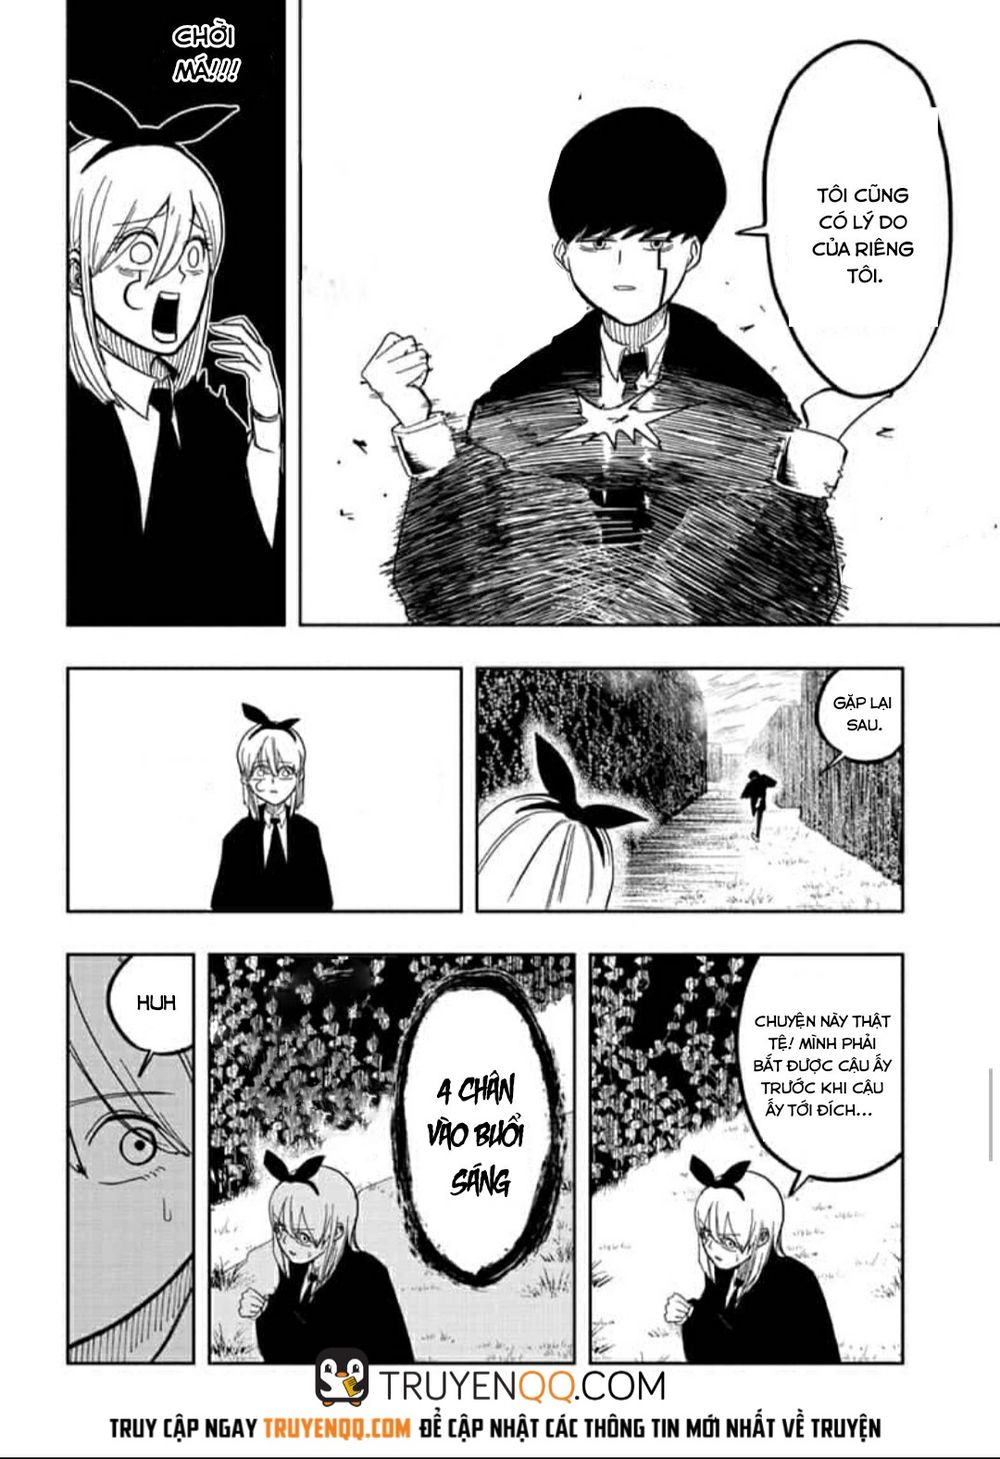 TÔI CŨNG
CÓ LÝ DO
CỦA RIÊNG
TÔI.
CHỜI
MÁ!!!
GẶP LẠI
SAU.
CHUYỆN NÀY THẬT
TỆ! MÌNH PHẢI
BẮT ĐƯỢC CẬU ẤY
TRƯỚC KHI CẬU
ẤY TỚI ĐÍCH...
4 CHÂN
VÀO BUỔI
SÁNG
HUH
TRUYENQQ.COM
TRUY CẬP NGAY TRUYENQQ.COM ĐỂ CẬP NHẬT CÁC THÔNG TIN MỚI NHẤT VỀ TRUYỆN